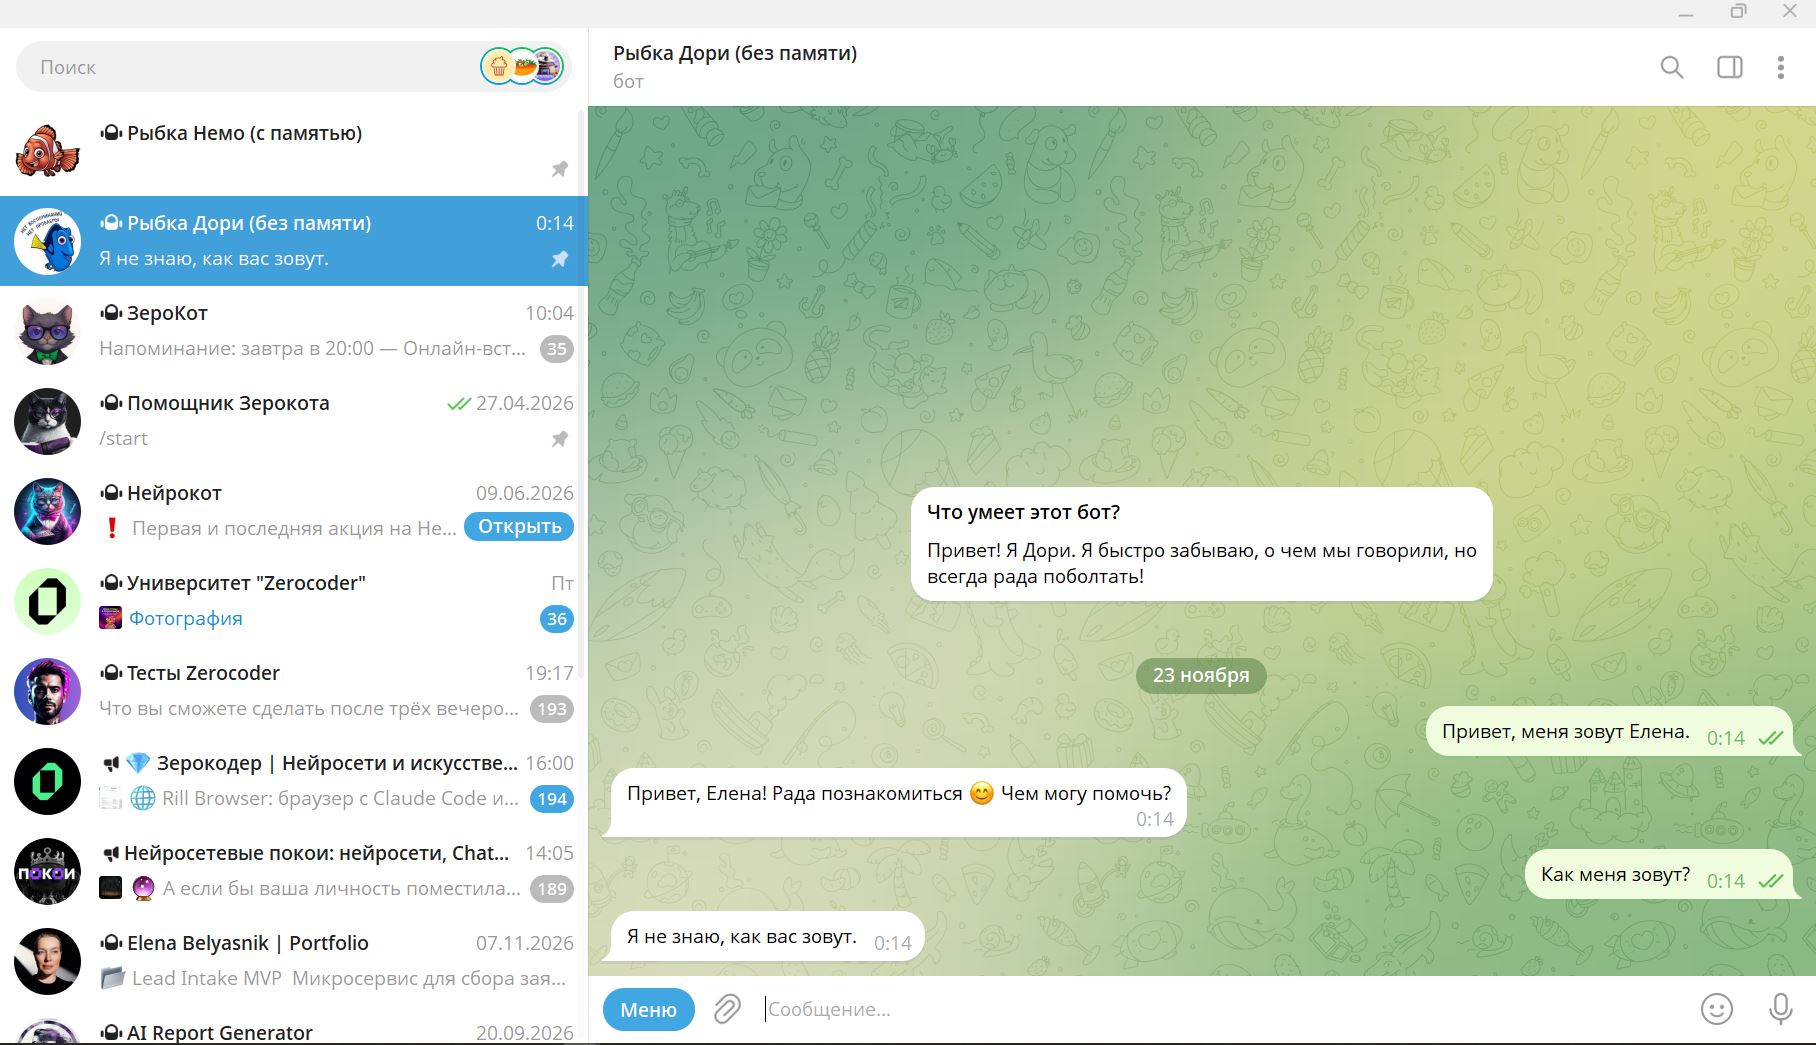 Поиск
Рыбка Немо (с памятью)
Рыбка Дори (без памяти) 0:14
Я не знаю, как вас зовут.
ЗероКот 10:04
Напоминание: завтра в 20:00 — Онлайн-вст... 35
Помощник Зерокота 27.04.2026
/start
Нейрокот 09.06.2026
❗ Первая и последняя акция на Не... Открыть
Университет "Zerocoder" Пт
Фотография 36
Тесты Zerocoder 19:17
Что вы сможете сделать после трёх вечеро... 193
💎 Зерокодер | Нейросети и искусстве... 16:00
🌐 Rill Browser: браузер с Claude Code и... 194
Нейросетевые покои: нейросети, Chat... 14:05
ПОКОИ
🔮 А если бы ваша личность поместила... 189
Elena Belyasnik | Portfolio 07.11.2026
Lead Intake MVP Микросервис для сбора зая...
AI Report Generator 20.09.2026
Рыбка Дори (без памяти)
бот
Что умеет этот бот?
Привет! Я Дори. Я быстро забываю, о чем мы говорили, но
всегда рада поболтать!
23 ноября
Привет, меня зовут Елена. 0:14
Привет, Елена! Рада познакомиться 😊 Чем могу помочь?
0:14
Как меня зовут? 0:14
Я не знаю, как вас зовут. 0:14
Меню
Сообщение...